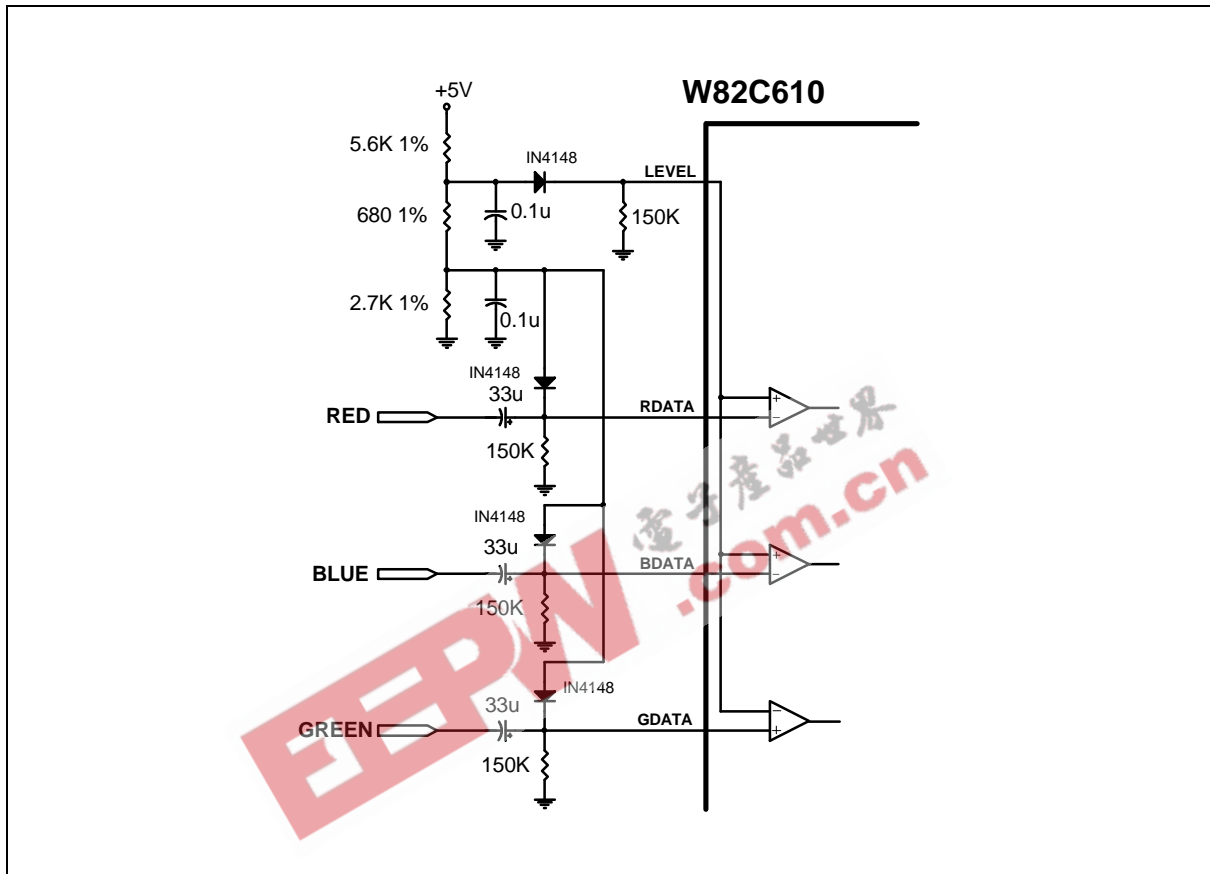 W82C610
+5V
5.6K 1%
IN4148
LEVEL
680 1%
0.1u
150K
2.7K 1%
0.1u
IN4148
33u
RED
RDATA
+
−
150K
IN4148
33u
BLUE
BDATA
+
−
150K
IN4148
33u
GREEN
GDATA
−
+
150K
EEPW
電子產品世界
.com.cn